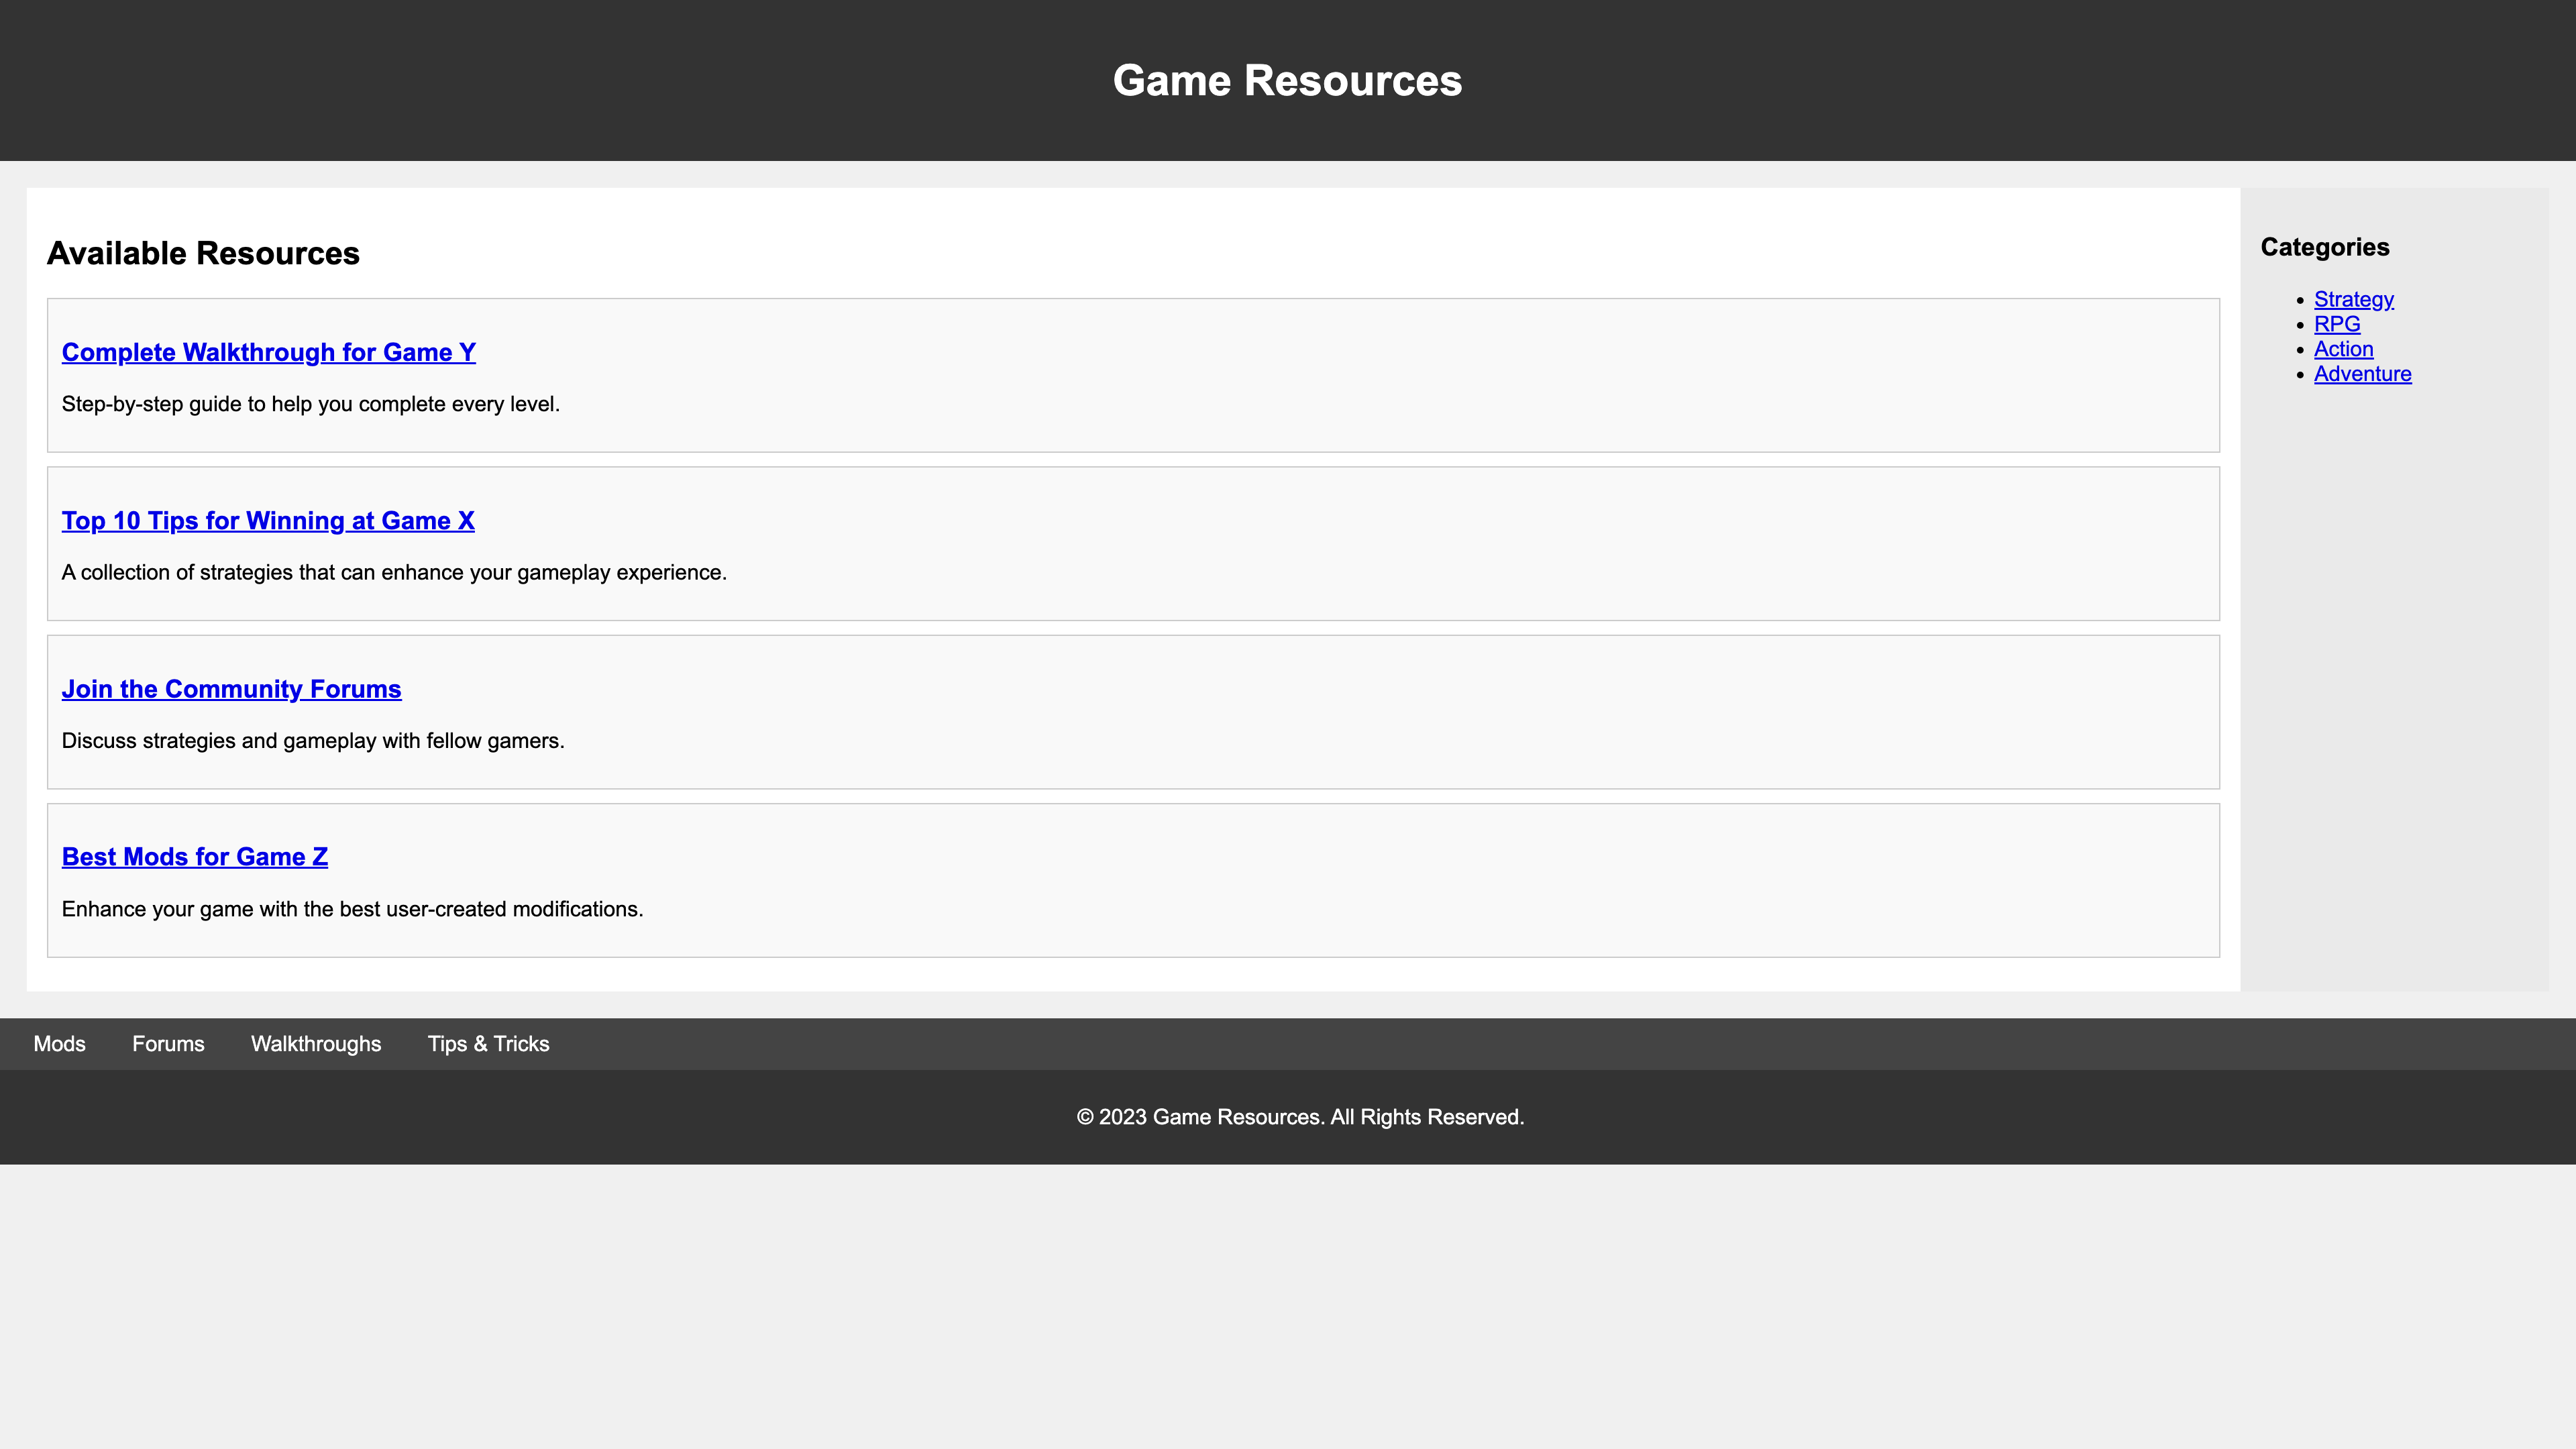 Game Resources
Available Resources
Complete Walkthrough for Game Y
Step-by-step guide to help you complete every level.
Top 10 Tips for Winning at Game X
A collection of strategies that can enhance your gameplay experience.
Join the Community Forums
Discuss strategies and gameplay with fellow gamers.
Best Mods for Game Z
Enhance your game with the best user-created modifications.
Categories
Strategy
RPG
Action
Adventure
Mods Forums Walkthroughs Tips & Tricks
© 2023 Game Resources. All Rights Reserved.